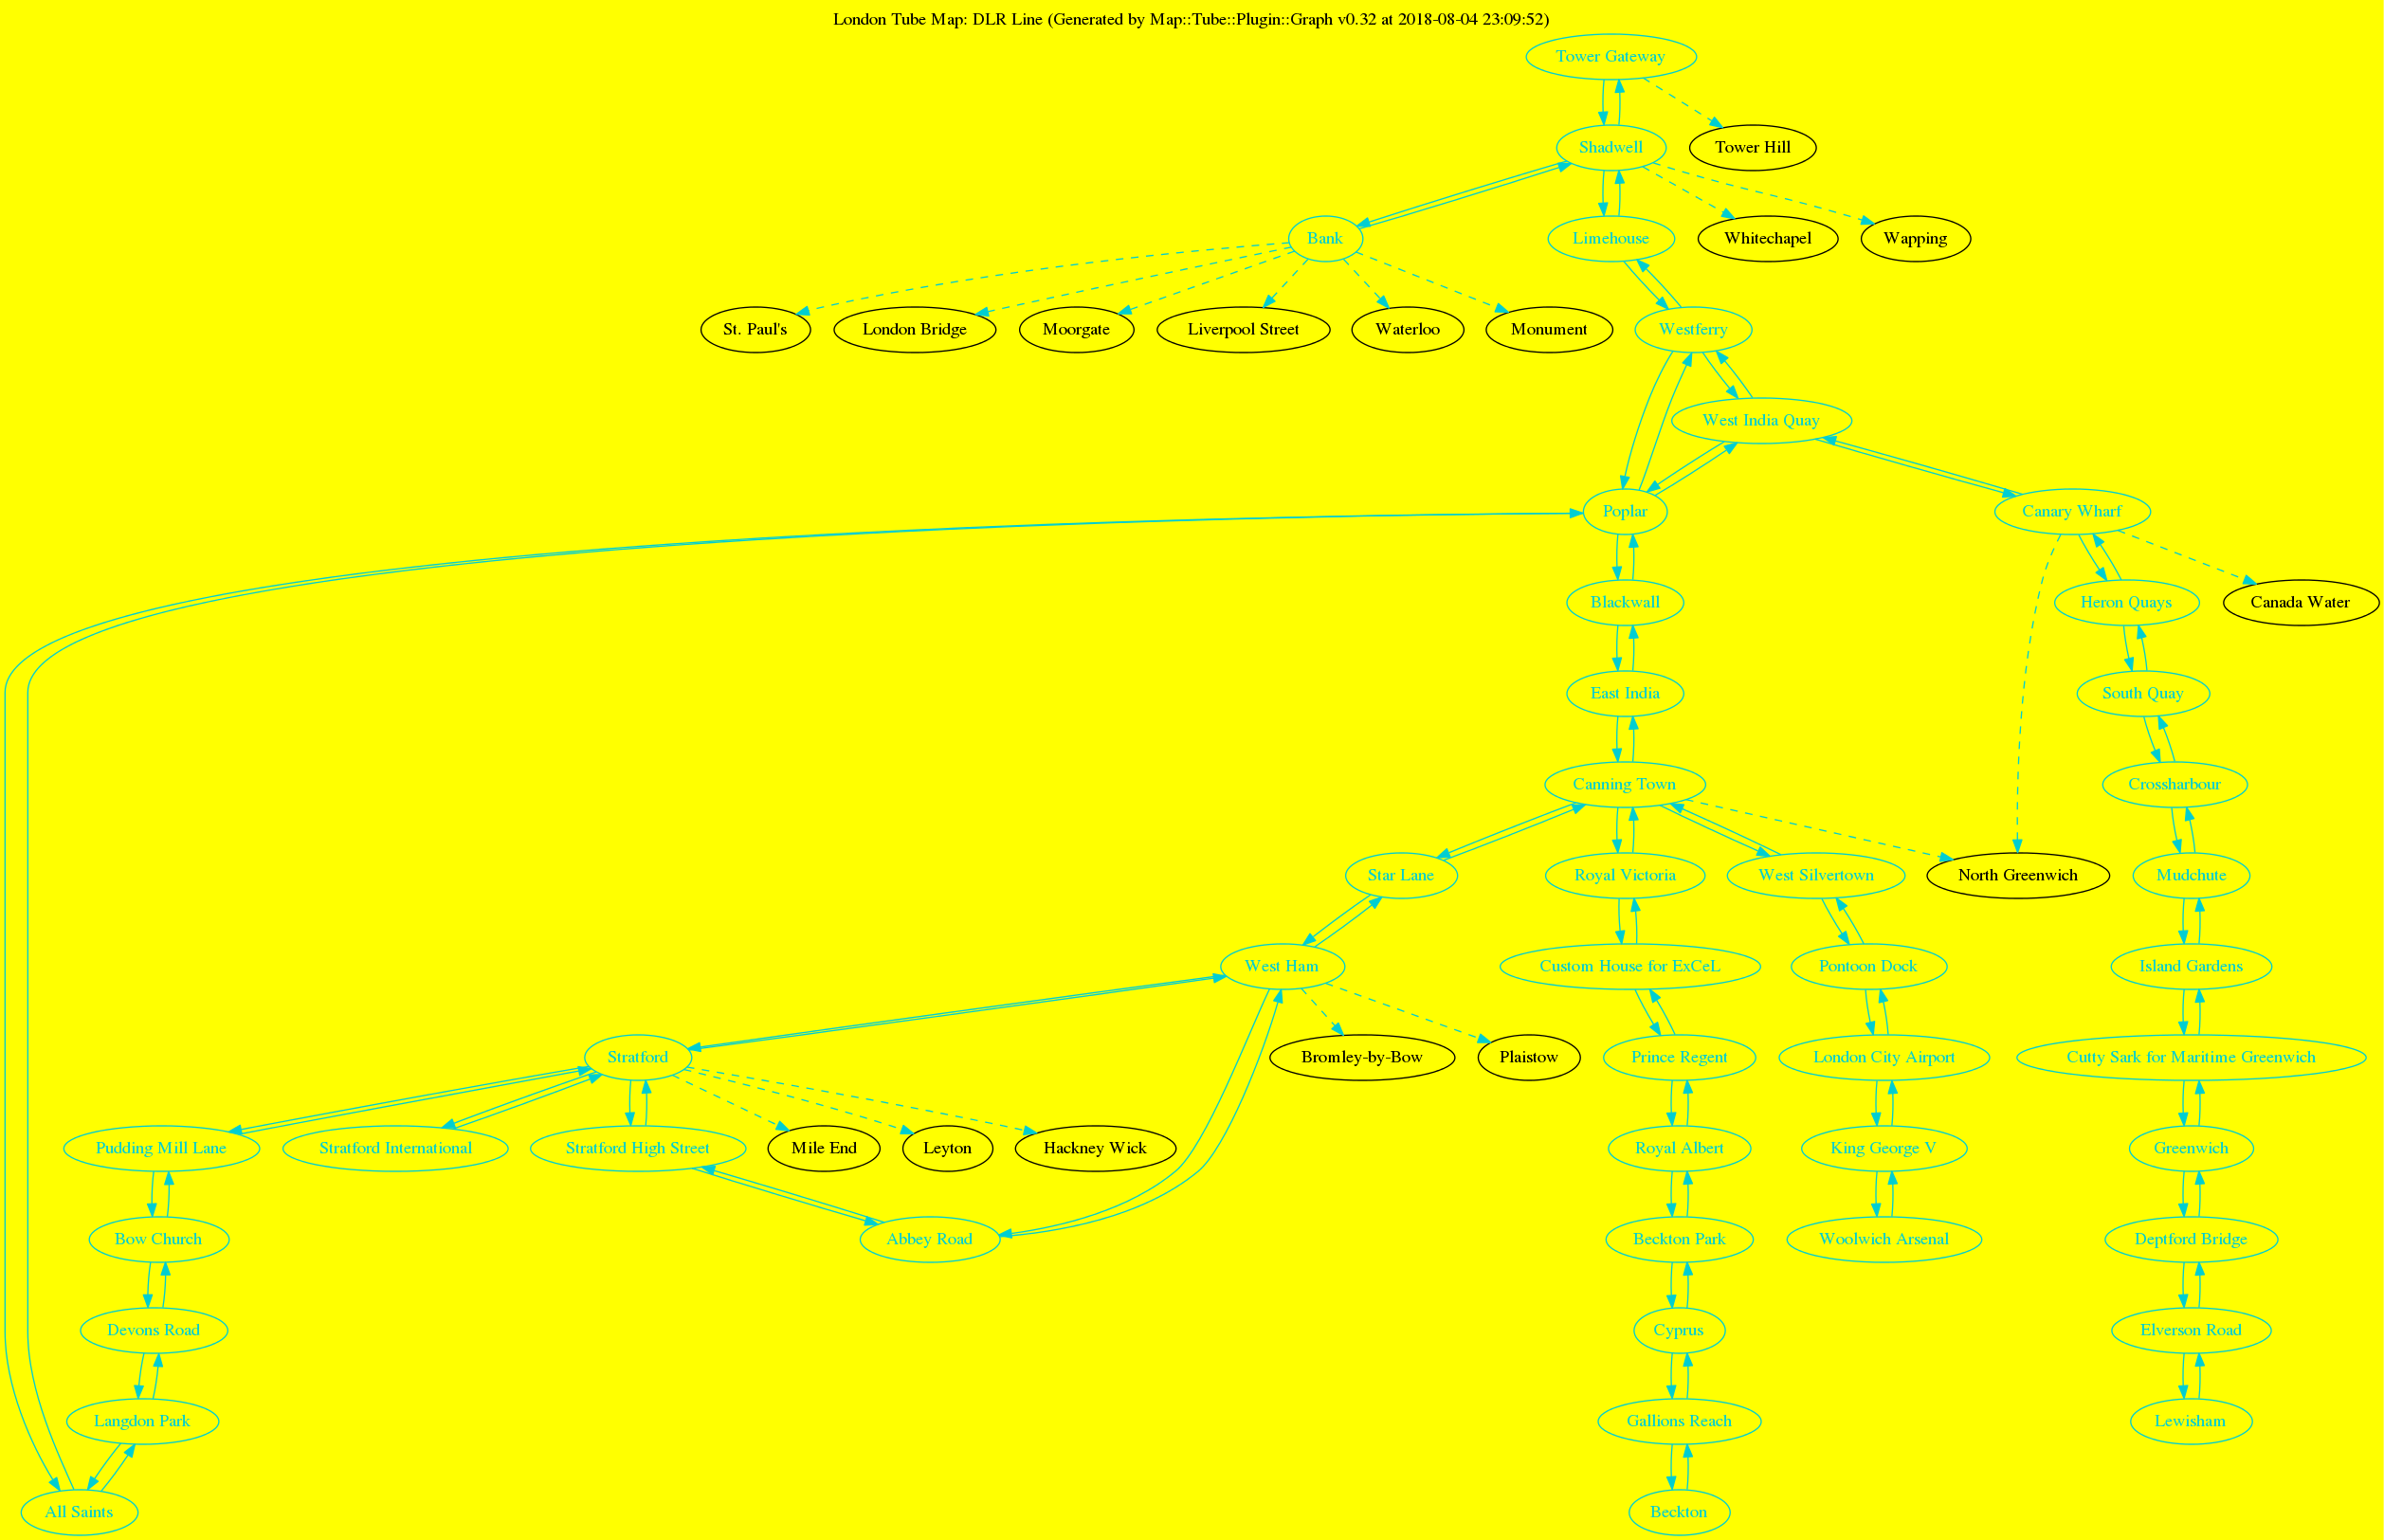 London Tube Map: DLR Line (Generated by Map::Tube::Plugin::Graph v0.32 at 2018-08-04 23:09:52)
Tower Gateway
Shadwell
Tower Hill
Bank
Limehouse
Whitechapel
Wapping
St. Paul's
London Bridge
Moorgate
Liverpool Street
Waterloo
Monument
Westferry
West India Quay
Poplar
Canary Wharf
Blackwall
Heron Quays
Canada Water
East India
South Quay
Canning Town
Crossharbour
Star Lane
Royal Victoria
West Silvertown
North Greenwich
Mudchute
West Ham
Custom House for ExCeL
Pontoon Dock
Island Gardens
Stratford
Bromley-by-Bow
Plaistow
Prince Regent
London City Airport
Cutty Sark for Maritime Greenwich
Pudding Mill Lane
Stratford International
Stratford High Street
Mile End
Leyton
Hackney Wick
Royal Albert
King George V
Greenwich
Bow Church
Abbey Road
Beckton Park
Woolwich Arsenal
Deptford Bridge
Devons Road
Cyprus
Elverson Road
Langdon Park
Gallions Reach
Lewisham
All Saints
Beckton